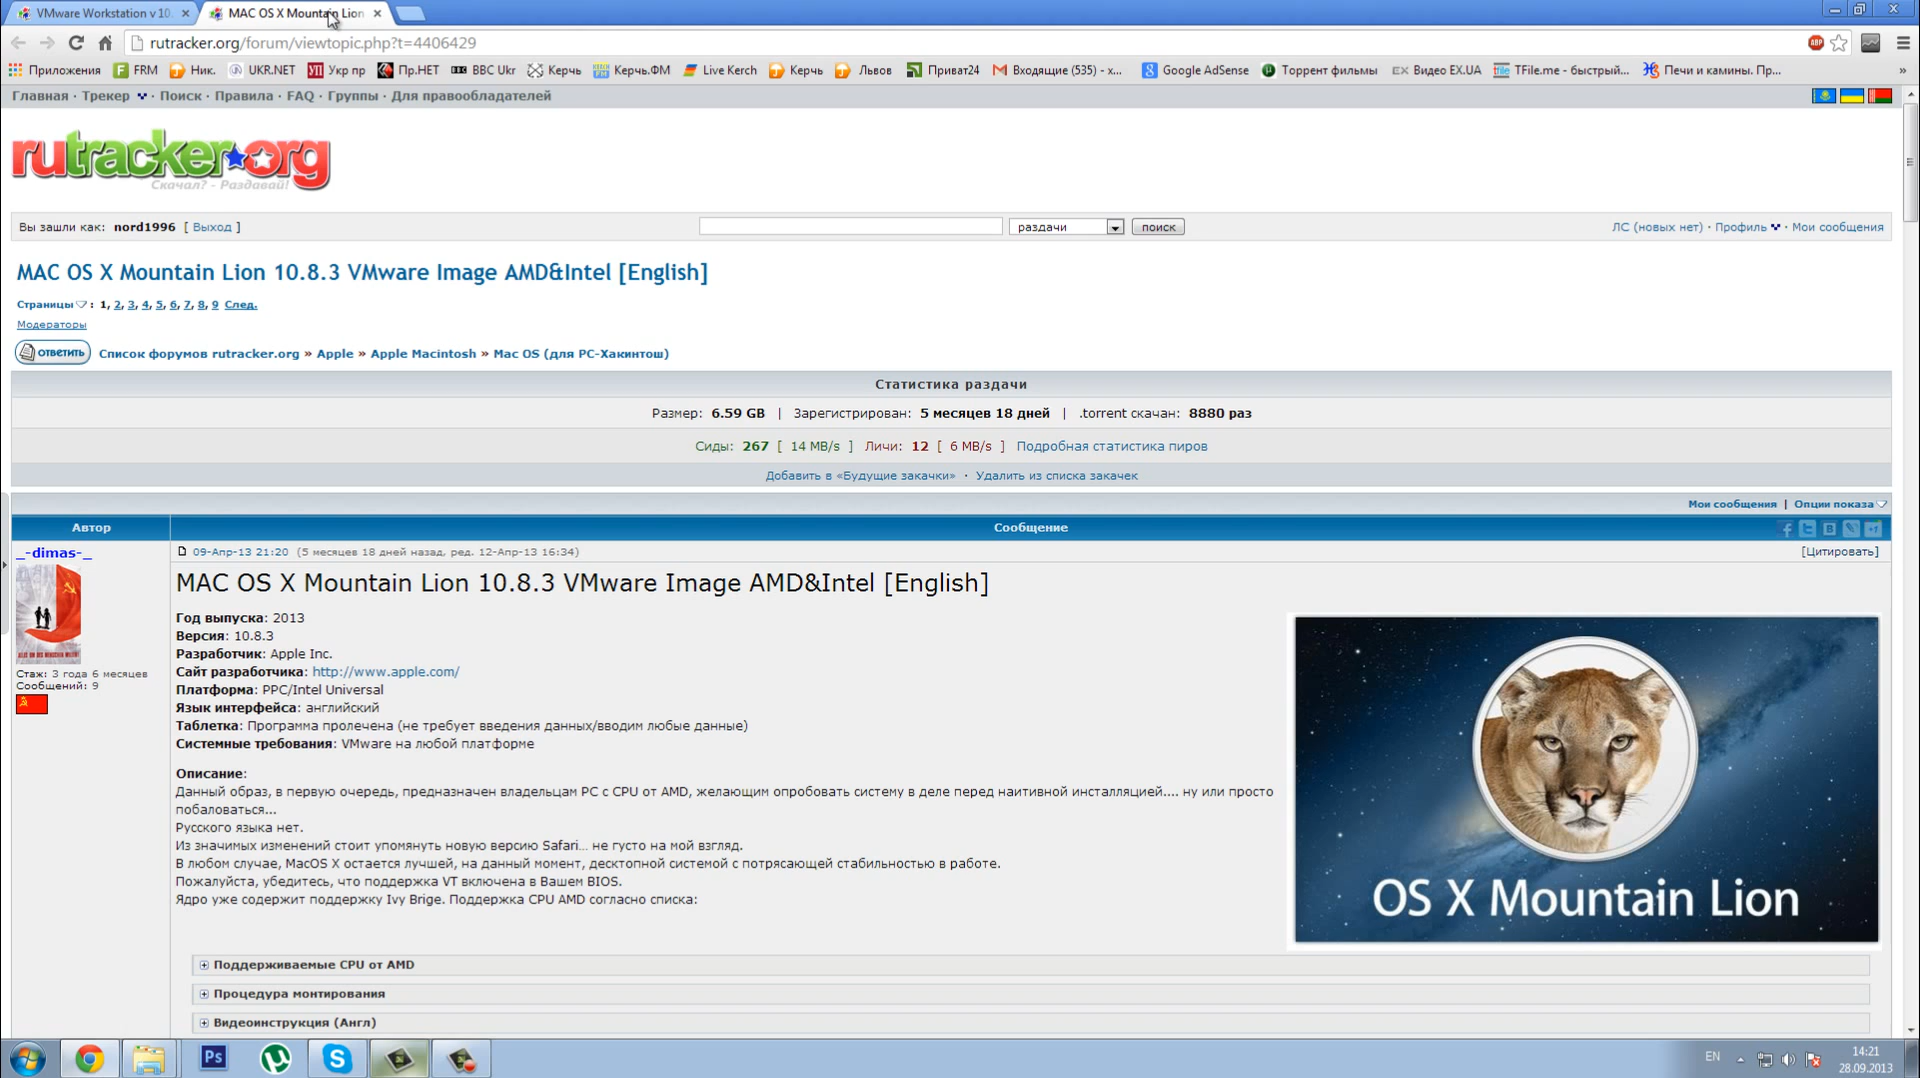 VMware Workstation v 10.
MAC OS X Mountain Lion
rutracker.org/forum/viewtopic.php?t=4406429
ABP
Приложения FRM Ник. UKR.NET Укр пр Пр.НЕТ BBC Ukr Керчь Керчь.ФМ Live Kerch Керчь Львов Приват24 Входящие (535) - x... Google AdSense Торрент фильмы EX Видео EX.UA TFile.me - быстрый... Печи и камины. Пр... »
Главная · Трекер · Поиск · Правила · FAQ · Группы · Для правообладателей
rutracker.org
Скачал? - Раздавай!
Вы зашли как: nord1996 [ Выход ]
раздачи
поиск
ЛС (новых нет) · Профиль · Мои сообщения
MAC OS X Mountain Lion 10.8.3 VMware Image AMD&Intel [English]
Страницы : 1, 2, 3, 4, 5, 6, 7, 8, 9 След.
Модераторы
ответить Список форумов rutracker.org » Apple » Apple Macintosh » Mac OS (для РС-Хакинтош)
Статистика раздачи
Размер: 6.59 GB | Зарегистрирован: 5 месяцев 18 дней | .torrent скачан: 8880 раз
Сиды: 267 [ 14 MB/s ] Личи: 12 [ 6 MB/s ] Подробная статистика пиров
Добавить в «Будущие закачки» · Удалить из списка закачек
Мои сообщения | Опции показа
Автор
Сообщение
_-dimas-_
09-Апр-13 21:20 (5 месяцев 18 дней назад, ред. 12-Апр-13 16:34)
[Цитировать]
Стаж: 3 года 6 месяцев
Сообщений: 9
MAC OS X Mountain Lion 10.8.3 VMware Image AMD&Intel [English]
Год выпуска: 2013
Версия: 10.8.3
Разработчик: Apple Inc.
Сайт разработчика: http://www.apple.com/
Платформа: PPC/Intel Universal
Язык интерфейса: английский
Таблетка: Программа пролечена (не требует введения данных/вводим любые данные)
Системные требования: VMware на любой платформе
Описание:
Данный образ, в первую очередь, предназначен владельцам PC с CPU от AMD, желающим опробовать систему в деле перед наитивной инсталляцией.... ну или просто
побаловаться...
Русского языка нет.
Из значимых изменений стоит упомянуть новую версию Safari... не густо на мой взгляд.
В любом случае, MacOS X остается лучшей, на данный момент, десктопной системой с потрясающей стабильностью в работе.
Пожалуйста, убедитесь, что поддержка VT включена в Вашем BIOS.
Ядро уже содержит поддержку Ivy Brige. Поддержка CPU AMD согласно списка:
OS X Mountain Lion
Поддерживаемые CPU от AMD
Процедура монтирования
Видеоинструкция (Англ)
Ps
EN
14:21
28.09.2013